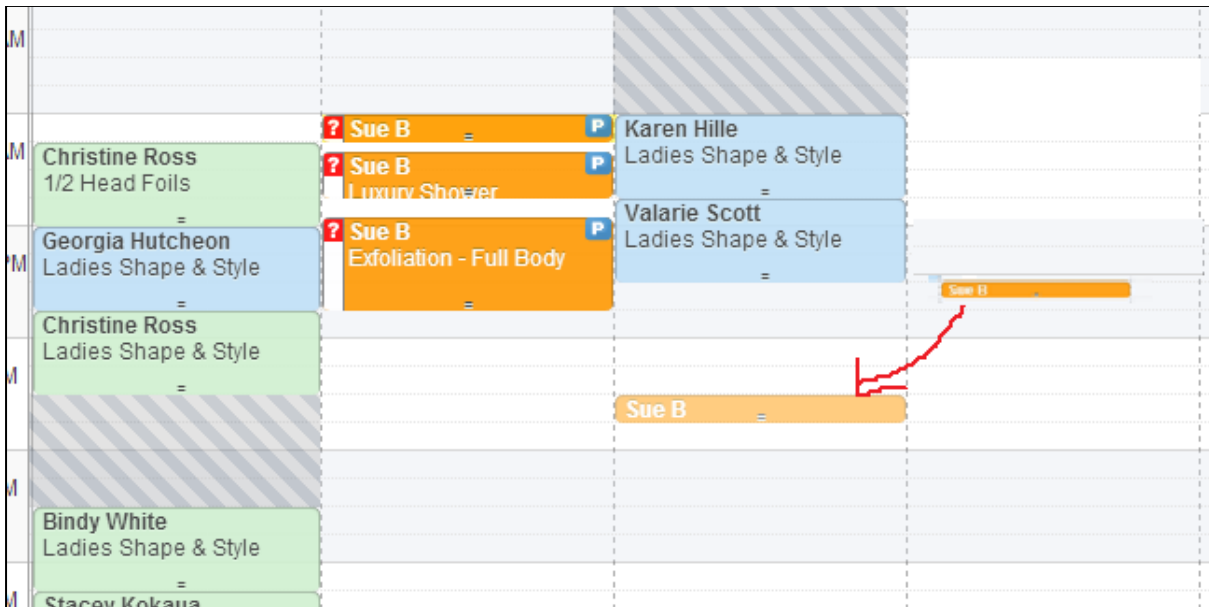 AM
AM
Christine Ross
1/2 Head Foils
PM
Georgia Hutcheon
Ladies Shape & Style
Christine Ross
Ladies Shape & Style
M
M
Bindy White
Ladies Shape & Style
M
Stacey Kokaua
? Sue B P
? Sue B P
Luxury Shower
? Sue B P
Exfoliation - Full Body
Karen Hille
Ladies Shape & Style
Valarie Scott
Ladies Shape & Style
Sue B
Sue B